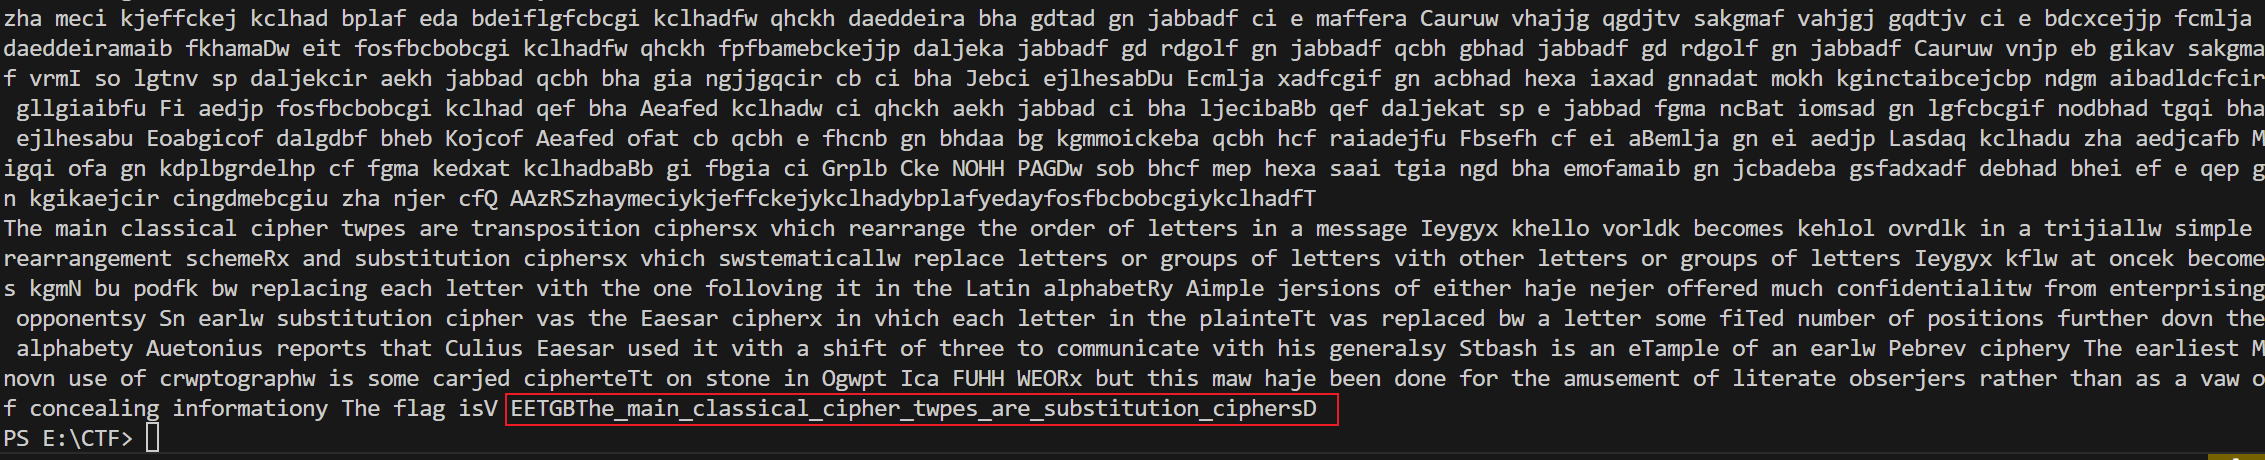 zha meci kjeffckej kclhad bplaf eda bdeiflgfcbcgi kclhadfw qhckh daeddeira bha gdtad gn jabbadf ci e maffera Cauruw vhajjg qgdjtv sakgmaf vahjgj gqdtjv ci e bdcxcejjp fcmlja
daeddeiramaib fkhamaDw eit fosfbcbobcgi kclhadfw qhckh fpfbamebckejjp daljeka jabbadf gd rdgolf gn jabbadf qcbh gbhad jabbadf gd rdgolf gn jabbadf Cauruw vnjp eb gikav sakgma
f vrmI so lgtnv sp daljekcir aekh jabbad qcbh bha gia ngjjgqcir cb ci bha Jebci ejlhesabDu Ecmlja xadfcgif gn acbhad hexa iaxad gnnadat mokh kginctaibcejcbp ndgm aibadldcfcir
 gllgiaibfu Fi aedjp fosfbcbobcgi kclhad qef bha Aeafed kclhadw ci qhckh aekh jabbad ci bha ljecibaBb qef daljekat sp e jabbad fgma ncBat iomsad gn lgfcbcgif nodbhad tgqi bha
 ejlhesabu Eoabgicof dalgdbf bheb Kojcof Aeafed ofat cb qcbh e fhcnb gn bhdaa bg kgmmoickeba qcbh hcf raiadejfu Fbsefh cf ei aBemlja gn ei aedjp Lasdaq kclhadu zha aedjcafb M
igqi ofa gn kdplbgrdelhp cf fgma kedxat kclhadbaBb gi fbgia ci Grplb Cke NOHH PAGDw sob bhcf mep hexa saai tgia ngd bha emofamaib gn jcbadeba gsfadxadf debhad bhei ef e qep g
n kgikaejcir cingdmebcgiu zha njer cfQ AAzRSzhaymeciykjeffckejykclhadybplafyedayfosfbcbobcgiykclhadfT
The main classical cipher twpes are transposition ciphersx vhich rearrange the order of letters in a message Ieygyx khello vorldk becomes kehlol ovrdlk in a trijiallw simple
rearrangement schemeRx and substitution ciphersx vhich swstematicallw replace letters or groups of letters vith other letters or groups of letters Ieygyx kflw at oncek become
s kgmN bu podfk bw replacing each letter vith the one folloving it in the Latin alphabetRy Aimple jersions of either haje nejer offered much confidentialitw from enterprising
 opponentsy Sn earlw substitution cipher vas the Eaesar cipherx in vhich each letter in the plainteTt vas replaced bw a letter some fiTed number of positions further dovn the
 alphabety Auetonius reports that Culius Eaesar used it vith a shift of three to communicate vith his generalsy Stbash is an eTample of an earlw Pebrev ciphery The earliest M
novn use of crwptographw is some carjed cipherteTt on stone in Ogwpt Ica FUHH WEORx but this maw haje been done for the amusement of literate obserjers rather than as a vaw o
f concealing informationy The flag isV EETGBThe_main_classical_cipher_twpes_are_substitution_ciphersD
PS E:\CTF>